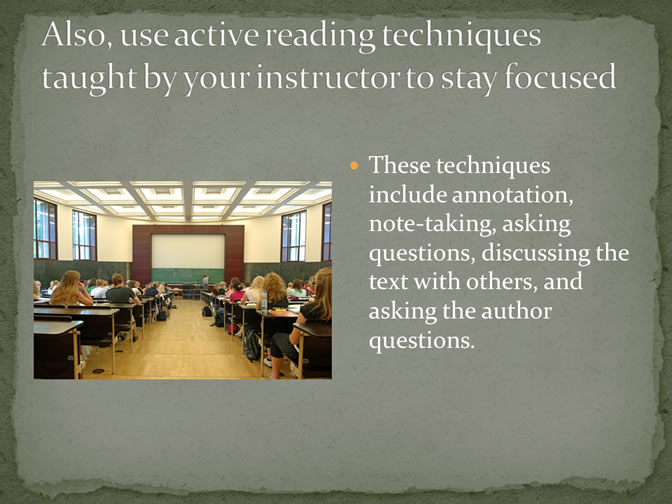 Also, use active reading techniques
taught by your instructor to stay focused
These techniques
include annotation,
note-taking, asking
questions, discussing the
text with others, and
asking the author
questions.